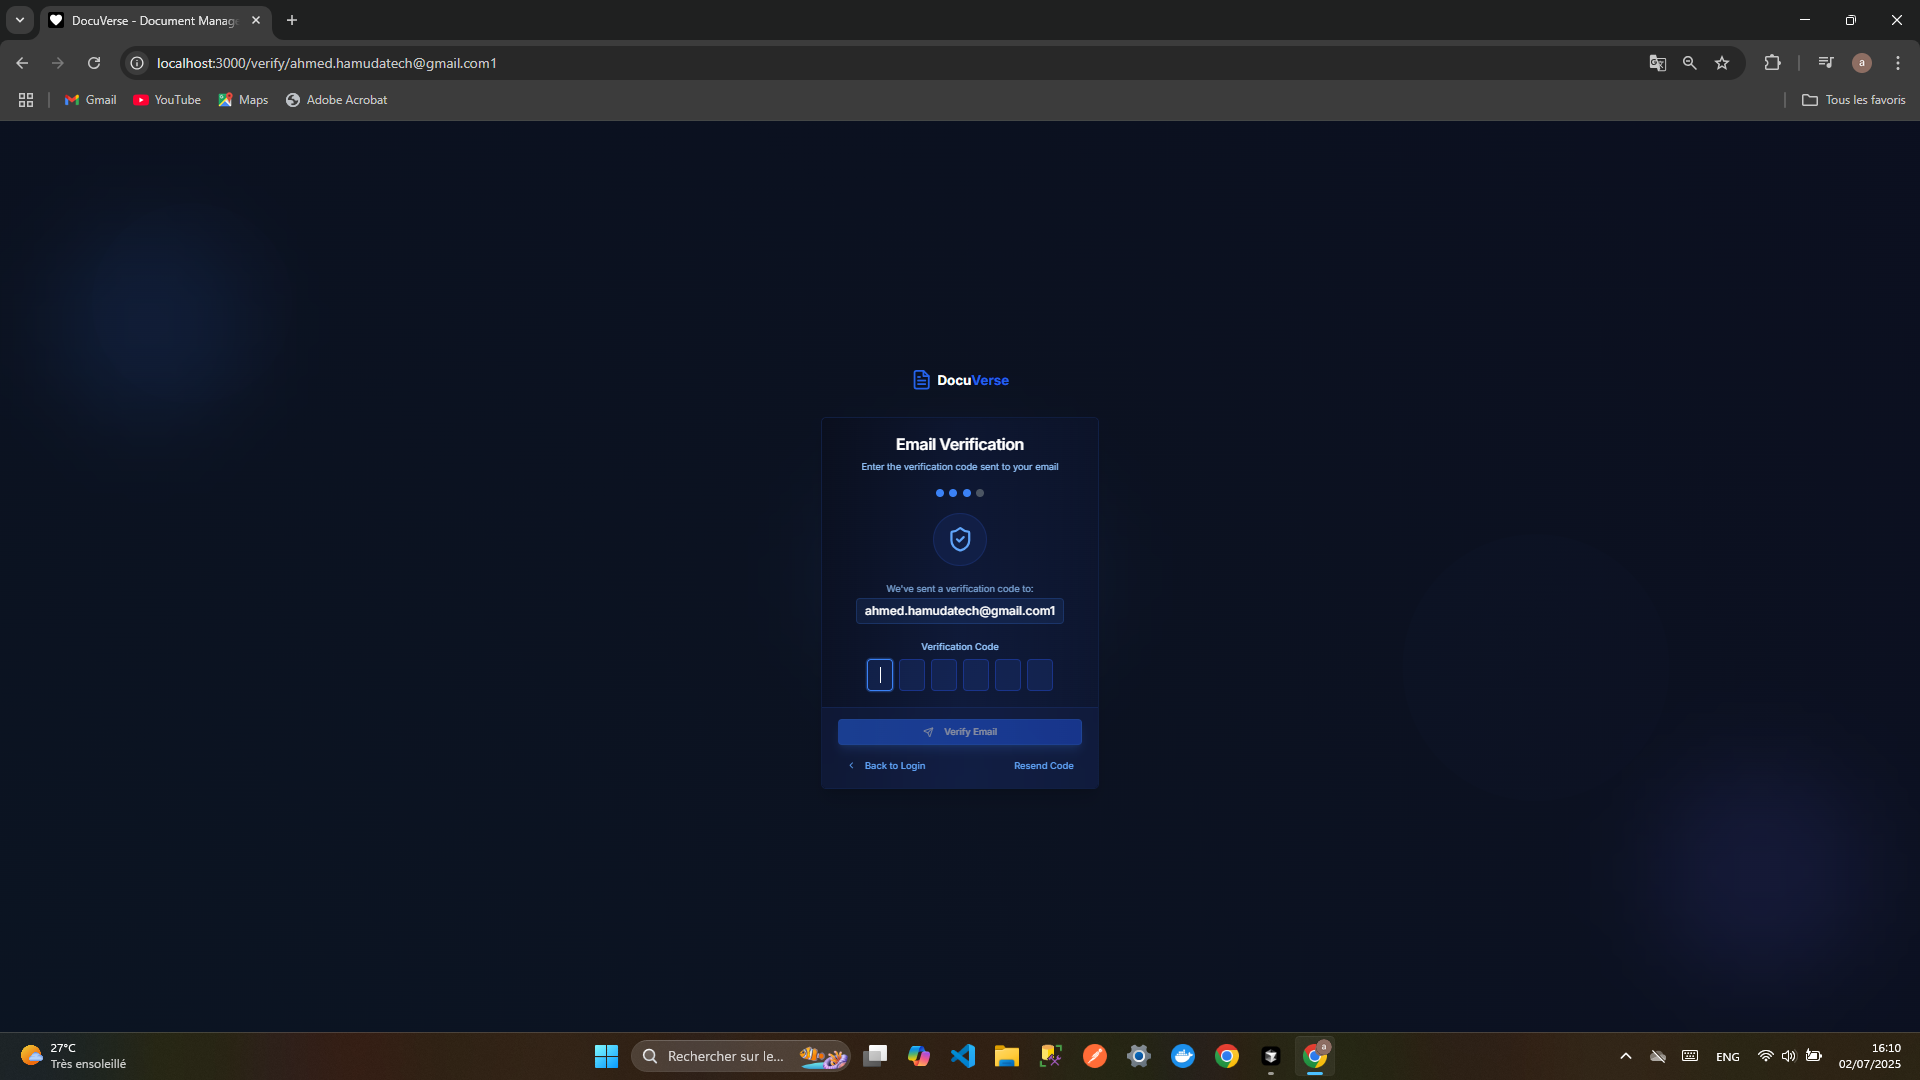 DocuVerse - Document Manage
localhost:3000/verify/ahmed.hamudatech@gmail.com1
a
Gmail
YouTube
Maps
Adobe Acrobat
Tous les favoris
DocuVerse
Email Verification
Enter the verification code sent to your email
We've sent a verification code to:
ahmed.hamudatech@gmail.com1
Verification Code
Verify Email
Back to Login
Resend Code
27°C
Très ensoleillé
Rechercher sur le...
a
ENG
16:10
02/07/2025